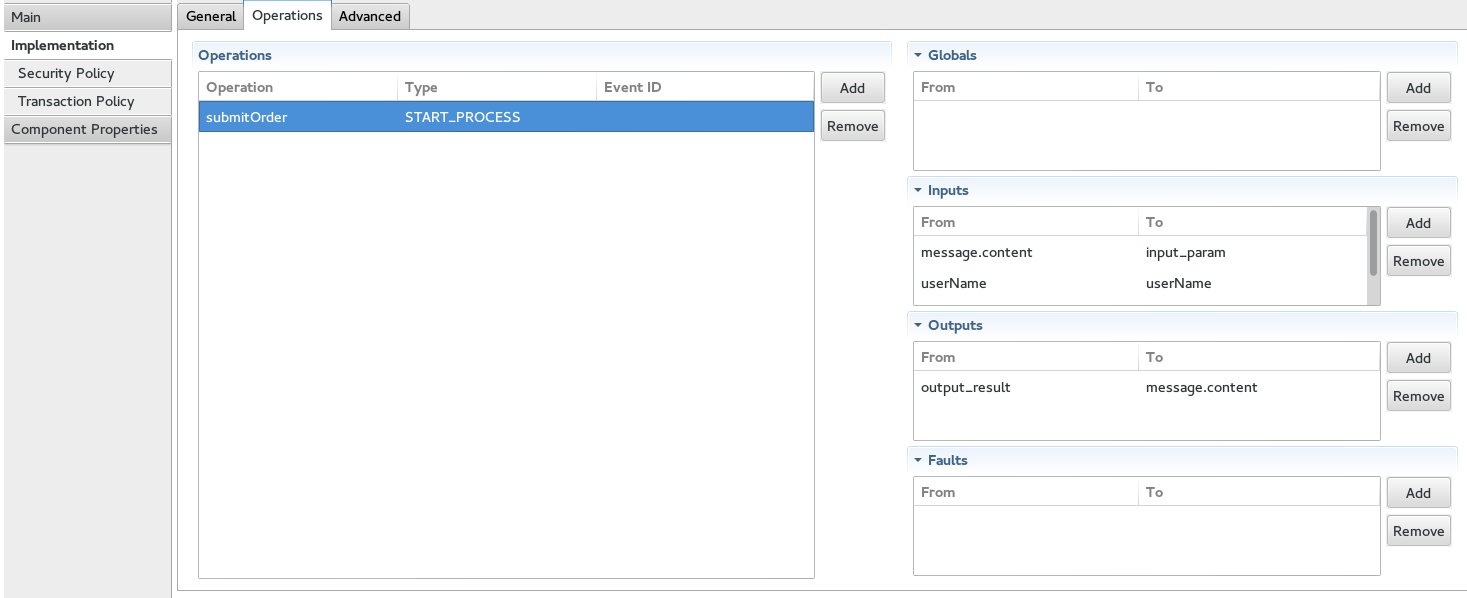 Main
Implementation
Security Policy
Transaction Policy
Component Properties
General Operations Advanced
Operations
Operation Type Event ID
submitOrder START_PROCESS
Add
Remove
Globals
From To
Add
Remove
Inputs
From To
message.content input_param
userName userName
Add
Remove
Outputs
From To
output_result message.content
Add
Remove
Faults
From To
Add
Remove